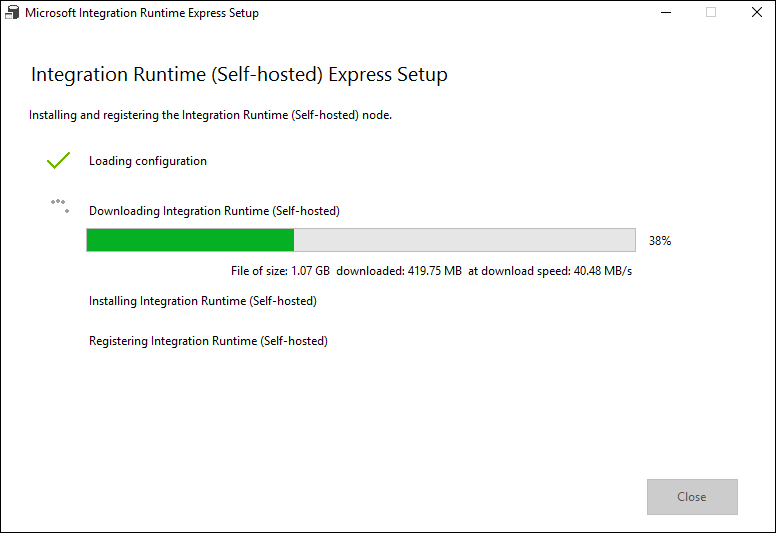 Microsoft Integration Runtime Express Setup
Integration Runtime (Self-hosted) Express Setup
Installing and registering the Integration Runtime (Self-hosted) node.
Loading configuration
Downloading Integration Runtime (Self-hosted)
38%
File of size: 1.07 GB  downloaded: 419.75 MB  at download speed: 40.48 MB/s
Installing Integration Runtime (Self-hosted)
Registering Integration Runtime (Self-hosted)
Close